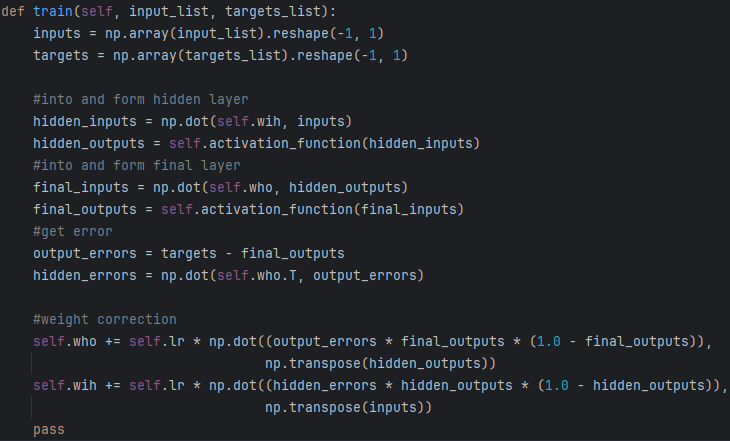 def train(self, input_list, targets_list):
    inputs = np.array(input_list).reshape(-1, 1)
    targets = np.array(targets_list).reshape(-1, 1)

    #into and form hidden layer
    hidden_inputs = np.dot(self.wih, inputs)
    hidden_outputs = self.activation_function(hidden_inputs)
    #into and form final layer
    final_inputs = np.dot(self.who, hidden_outputs)
    final_outputs = self.activation_function(final_inputs)
    #get error
    output_errors = targets - final_outputs
    hidden_errors = np.dot(self.who.T, output_errors)

    #weight correction
    self.who += self.lr * np.dot((output_errors * final_outputs * (1.0 - final_outputs)),
                                 np.transpose(hidden_outputs))
    self.wih += self.lr * np.dot((hidden_errors * hidden_outputs * (1.0 - hidden_outputs)),
                                 np.transpose(inputs))
    pass